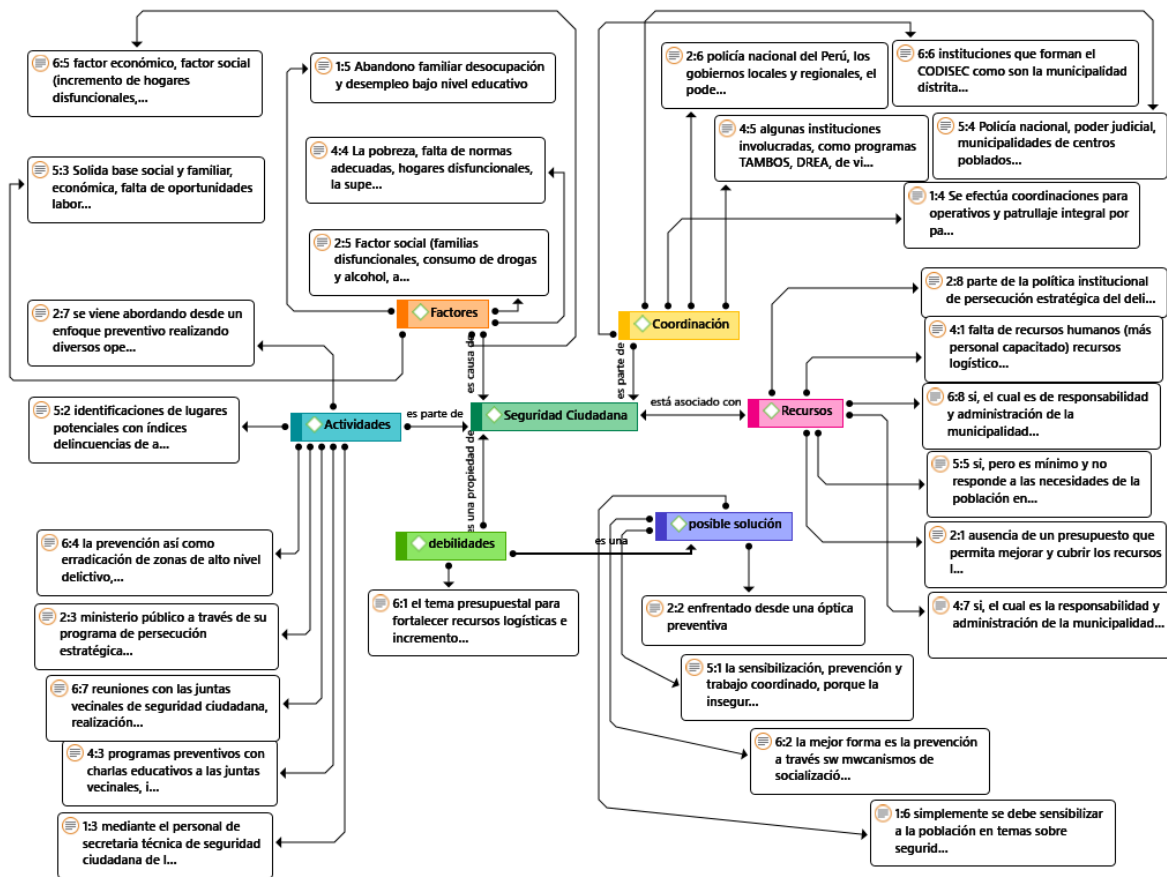 6:5 factor económico, factor social
(incremento de hogares
disfuncionales,...
1:5 Abandono familiar desocupación
y desempleo bajo nivel educativo
2:6 policía nacional del Perú, los
gobiernos locales y regionales, el
pode...
6:6 instituciones que forman el
CODISEC como son la municipalidad
distrita...
4:5 algunas instituciones
involucradas, como programas
TAMBOS, DREA, de vi...
5:4 Policía nacional, poder judicial,
municipalidades de centros
poblados...
4:4 La pobreza, falta de normas
adecuadas, hogares disfuncionales,
la supe...
5:3 Solida base social y familiar,
económica, falta de oportunidades
labor...
1:4 Se efectúa coordinaciones para
operativos y patrullaje integral por
pa...
2:5 Factor social (familias
disfuncionales, consumo de drogas
y alcohol, a...
2:8 parte de la política institucional
de persecución estratégica del deli...
2:7 se viene abordando desde un
enfoque preventivo realizando
diversos ope...
Factores
Coordinación
4:1 falta de recursos humanos (más
personal capacitado) recursos
logístico...
es causa de
es parte de
5:2 identificaciones de lugares
potenciales con índices
delincuencias de a...
Actividades
es parte de
Seguridad Ciudadana
está asociado con
Recursos
6:8 si, el cual es de responsabilidad
y administración de la
municipalidad...
es una propiedad de
5:5 si, pero es mínimo y no
responde a las necesidades de la
población en...
6:4 la prevención así como
erradicación de zonas de alto nivel
delictivo,...
debilidades
es una
posible solución
2:1 ausencia de un presupuesto que
permita mejorar y cubrir los recursos
l...
6:1 el tema presupuestal para
fortalecer recursos logísticas e
incremento...
2:2 enfrentado desde una óptica
preventiva
4:7 si, el cual es la responsabilidad y
administración de la municipalidad...
2:3 ministerio público a través de su
programa de persecución
estratégica...
5:1 la sensibilización, prevención y
trabajo coordinado, porque la
insegur...
6:7 reuniones con las juntas
vecinales de seguridad ciudadana,
realización...
6:2 la mejor forma es la prevención
a través sw mwcanismos de
socializació...
4:3 programas preventivos con
charlas educativos a las juntas
vecinales, i...
1:3 mediante el personal de
secretaria técnica de seguridad
ciudadana de l...
1:6 simplemente se debe sensibilizar
a la población en temas sobre
segurid...